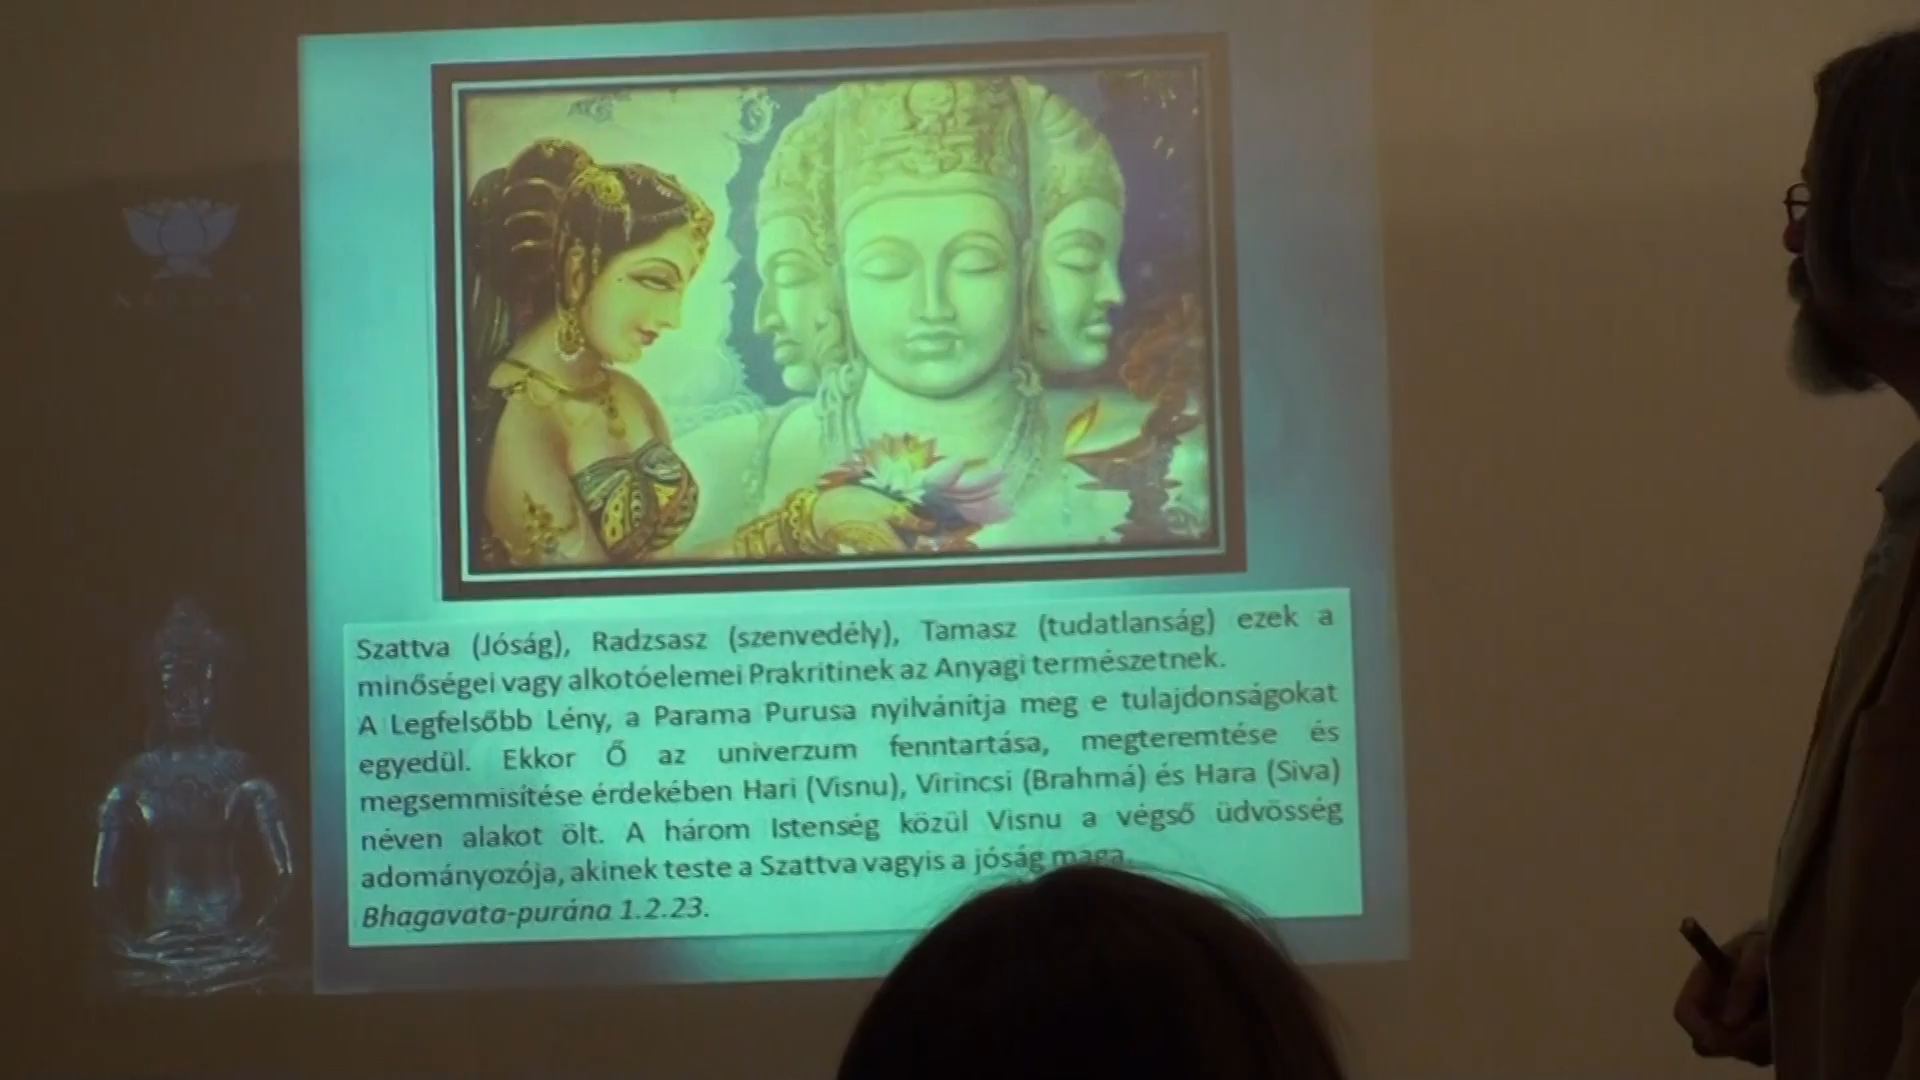 Szattva (Jóság), Radzsasz (szenvedély), Tamasz (tudatlanság) ezek a
minőségei vagy alkotóelemei Prakritinek az Anyagi természetnek.
A Legfelsőbb Lény, a Parama Purusa nyilvánítja meg e tulajdonságokat
egyedül. Ekkor Ő az univerzum fenntartása, megteremtése és
megsemmisítése érdekében Hari (Visnu), Virincsi (Brahmá) és Hara (Siva)
néven alakot ölt. A három Istenség közül Visnu a végső üdvösség
adományozója, akinek teste a Szattva vagyis a jóság maga.
Bhagavata-purána 1.2.23.